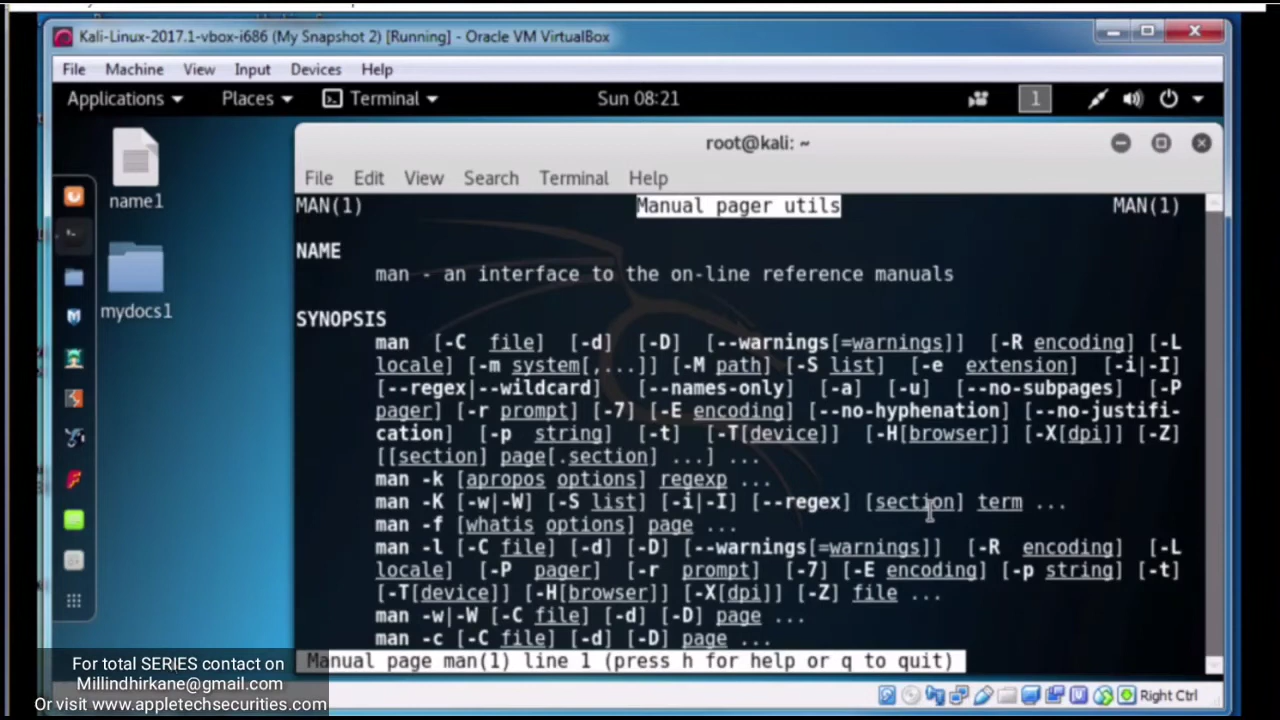 Kali-Linux-2017.1-vbox-i686 (My Snapshot 2) [Running] - Oracle VM VirtualBox
File Machine View Input Devices Help
Applications Places Terminal Sun 08:21 1
root@kali: ~
File Edit View Search Terminal Help
name1
mydocs1
MAN(1) Manual pager utils MAN(1)
NAME
man - an interface to the on-line reference manuals
SYNOPSIS
man [-C file] [-d] [-D] [--warnings[=warnings]] [-R encoding] [-L
locale] [-m system[,...]] [-M path] [-S list] [-e extension] [-i|-I]
[--regex|--wildcard] [--names-only] [-a] [-u] [--no-subpages] [-P
pager] [-r prompt] [-7] [-E encoding] [--no-hyphenation] [--no-justifi-
cation] [-p string] [-t] [-T[device]] [-H[browser]] [-X[dpi]] [-Z]
[[section] page[.section] ...] ...
man -k [apropos options] regexp ...
man -K [-w|-W] [-S list] [-i|-I] [--regex] [section] term ...
man -f [whatis options] page ...
man -l [-C file] [-d] [-D] [--warnings[=warnings]] [-R encoding] [-L
locale] [-P pager] [-r prompt] [-7] [-E encoding] [-p string] [-t]
[-T[device]] [-H[browser]] [-X[dpi]] [-Z] file ...
man -w|-W [-C file] [-d] [-D] page ...
man -c [-C file] [-d] [-D] page ...
Manual page man(1) line 1 (press h for help or q to quit)
For total SERIES contact on
Millindhirkane@gmail.com
Or visit www.appletechsecurities.com
Right Ctrl